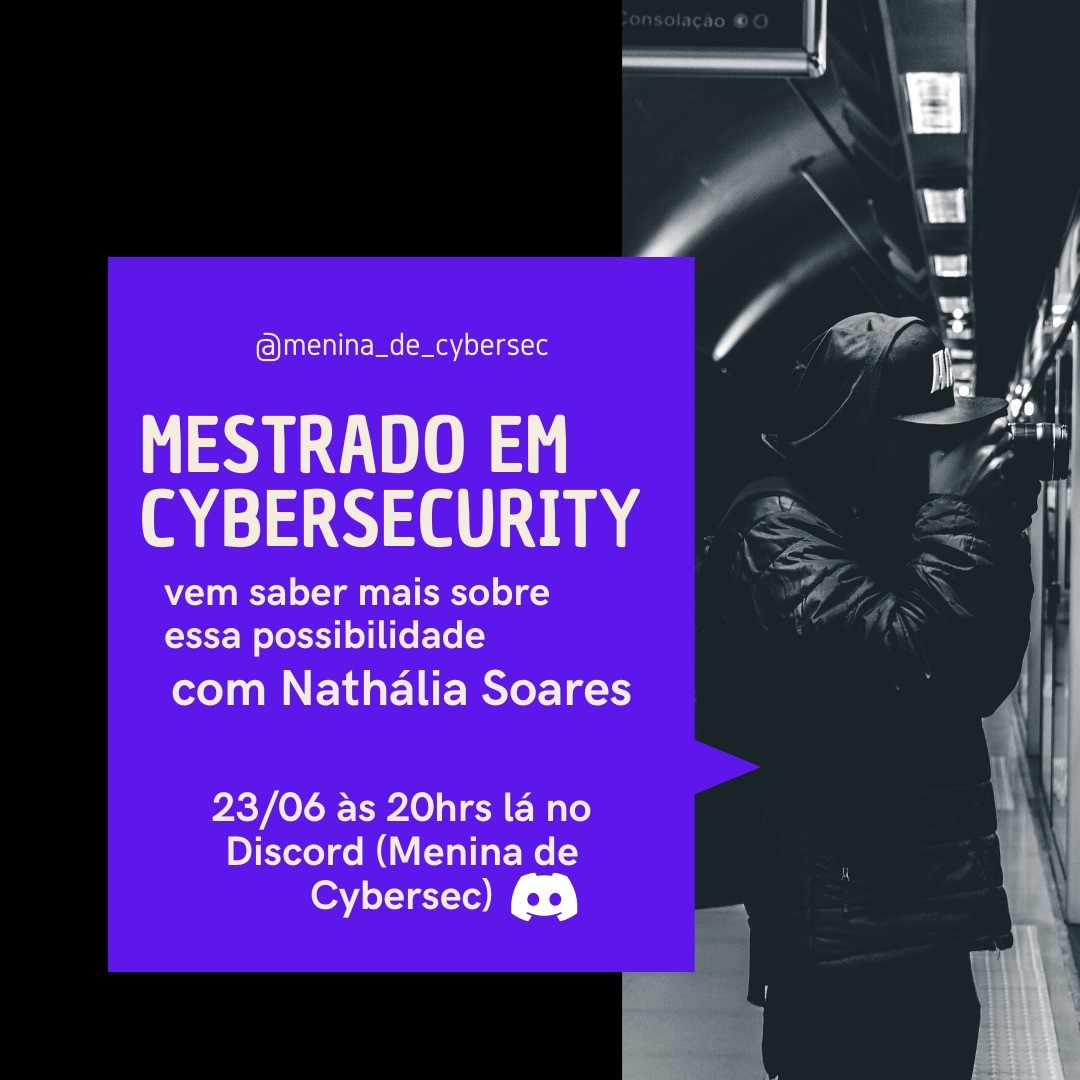 Consolação
@menina_de_cybersec
MESTRADO EM
CYBERSECURITY
vem saber mais sobre
essa possibilidade
com Nathália Soares
23/06 às 20hrs lá no
Discord (Menina de
Cybersec)